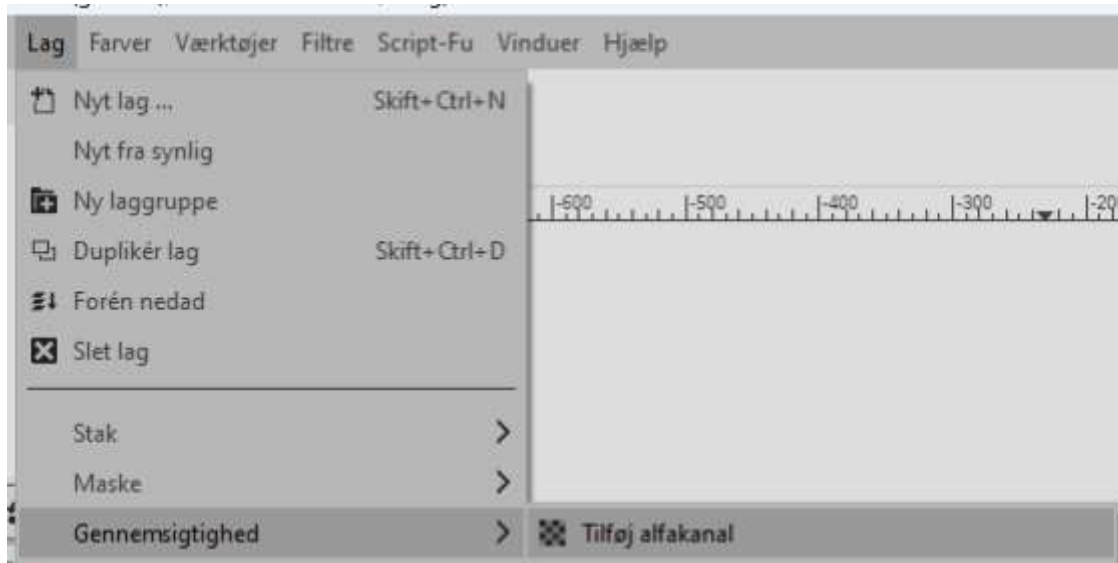 Lag Farver Værktøjer Filtre Script-Fu Vinduer Hjælp
Nyt lag ... Skift+Ctrl+N
Nyt fra synlig
Ny laggruppe
-600 -500 -400 -300 -20
Duplikér lag Skift+Ctrl+D
Forén nedad
Slet lag
Stak
Maske
Gennemsigtighed Tilføj alfakanal